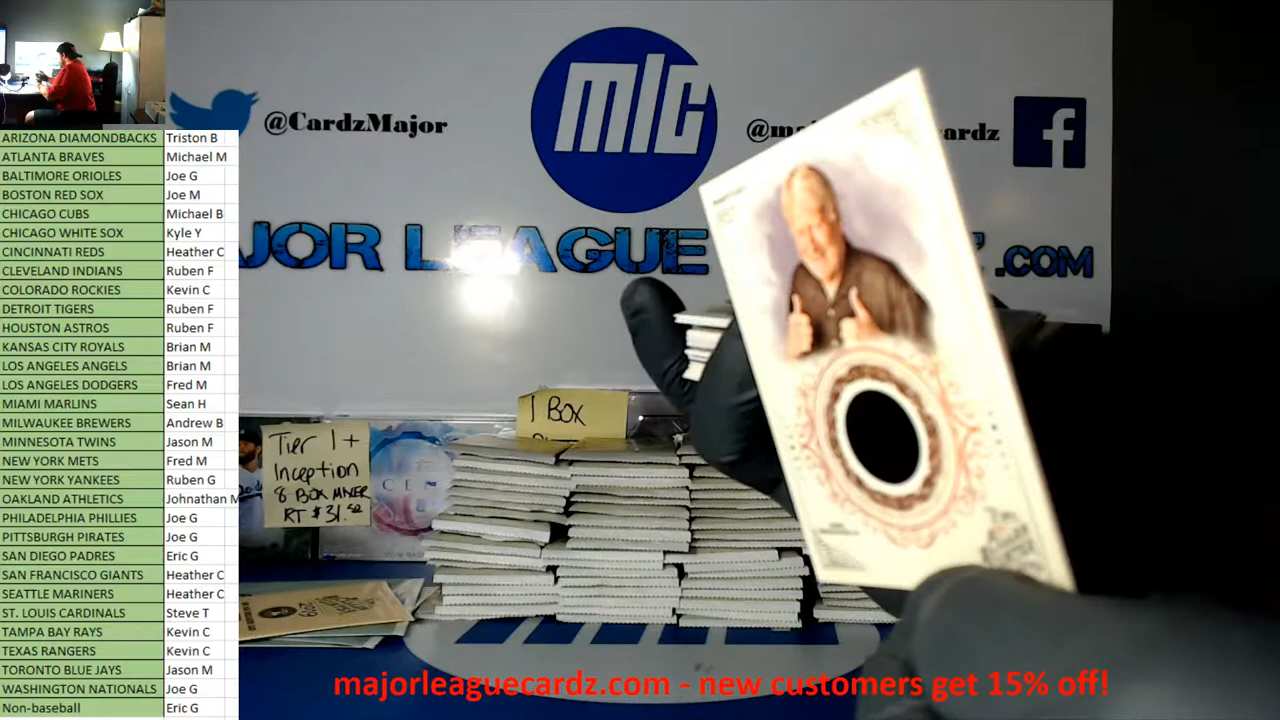 @CardzMajor
mlc
@ma
cardz
f
JOR LEAGUE
.COM
1 BOX
Tier 1 +
Inception
8 BOX MIXER
RT $31.
ARIZONA DIAMONDBACKS Triston B
ATLANTA BRAVES Michael M
BALTIMORE ORIOLES Joe G
BOSTON RED SOX Joe M
CHICAGO CUBS Michael B
CHICAGO WHITE SOX Kyle Y
CINCINNATI REDS Heather C
CLEVELAND INDIANS Ruben F
COLORADO ROCKIES Kevin C
DETROIT TIGERS Ruben F
HOUSTON ASTROS Ruben F
KANSAS CITY ROYALS Brian M
LOS ANGELES ANGELS Brian M
LOS ANGELES DODGERS Fred M
MIAMI MARLINS Sean H
MILWAUKEE BREWERS Andrew B
MINNESOTA TWINS Jason M
NEW YORK METS Fred M
NEW YORK YANKEES Ruben G
OAKLAND ATHLETICS Johnathan M
PHILADELPHIA PHILLIES Joe G
PITTSBURGH PIRATES Joe G
SAN DIEGO PADRES Eric G
SAN FRANCISCO GIANTS Heather C
SEATTLE MARINERS Heather C
ST. LOUIS CARDINALS Steve T
TAMPA BAY RAYS Kevin C
TEXAS RANGERS Kevin C
TORONTO BLUE JAYS Jason M
WASHINGTON NATIONALS Joe G
Non-baseball Eric G
majorleaguecardz.com - new customers get 15% off!